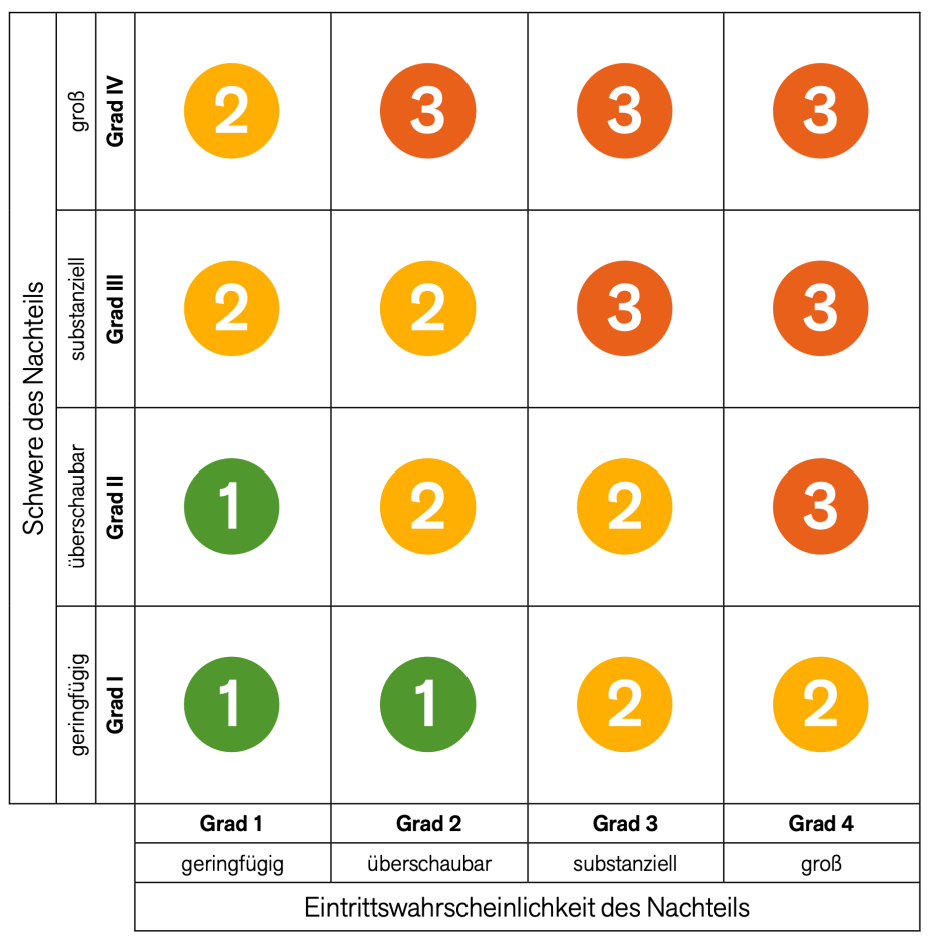 Schwere des Nachteils
groß
Grad IV
2 3 3 3
substanziell
Grad III
2 2 3 3
überschaubar
Grad II
1 2 2 3
geringfügig
Grad I
1 1 2 2
Grad 1 Grad 2 Grad 3 Grad 4
geringfügig überschaubar substanziell groß
Eintrittswahrscheinlichkeit des Nachteils